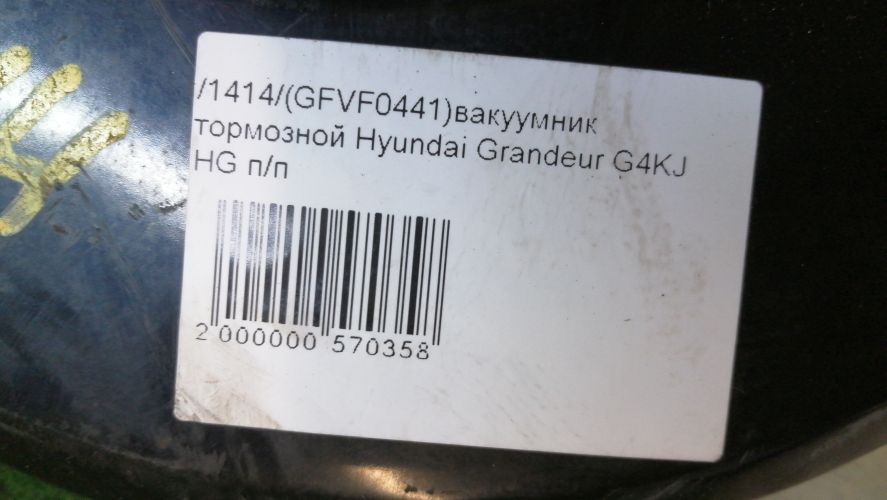 /1414/(GFVF0441)вакуумник
тормозной Hyundai Grandeur G4KJ
HG п/п
2 000000 570358